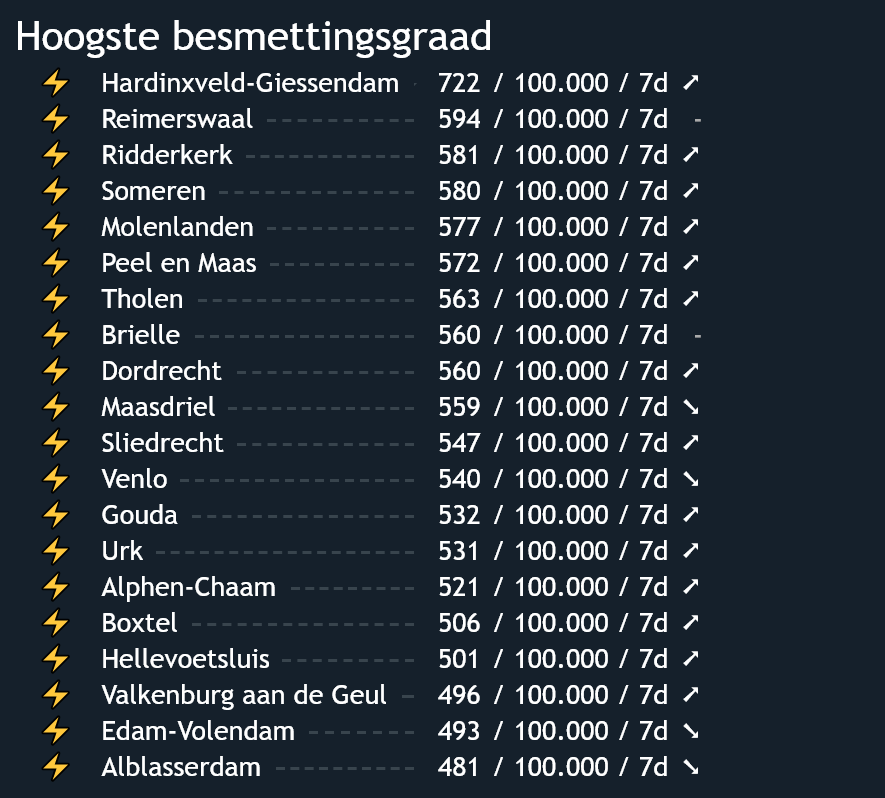 Hoogste besmettingsgraad
⚡ Hardinxveld-Giessendam - 722 / 100.000 / 7d ➚
⚡ Reimerswaal ---------- 594 / 100.000 / 7d -
⚡ Ridderkerk ----------- 581 / 100.000 / 7d ➚
⚡ Someren ------------- 580 / 100.000 / 7d ➚
⚡ Molenlanden ---------- 577 / 100.000 / 7d ➚
⚡ Peel en Maas --------- 572 / 100.000 / 7d ➚
⚡ Tholen -------------- 563 / 100.000 / 7d ➚
⚡ Brielle -------------- 560 / 100.000 / 7d -
⚡ Dordrecht ----------- 560 / 100.000 / 7d ➚
⚡ Maasdriel ------------ 559 / 100.000 / 7d ➘
⚡ Sliedrecht ----------- 547 / 100.000 / 7d ➚
⚡ Venlo --------------- 540 / 100.000 / 7d ➘
⚡ Gouda -------------- 532 / 100.000 / 7d ➚
⚡ Urk ---------------- 531 / 100.000 / 7d ➚
⚡ Alphen-Chaam -------- 521 / 100.000 / 7d ➚
⚡ Boxtel -------------- 506 / 100.000 / 7d ➚
⚡ Hellevoetsluis -------- 501 / 100.000 / 7d ➚
⚡ Valkenburg aan de Geul - 496 / 100.000 / 7d ➚
⚡ Edam-Volendam ------- 493 / 100.000 / 7d ➘
⚡ Alblasserdam --------- 481 / 100.000 / 7d ➘